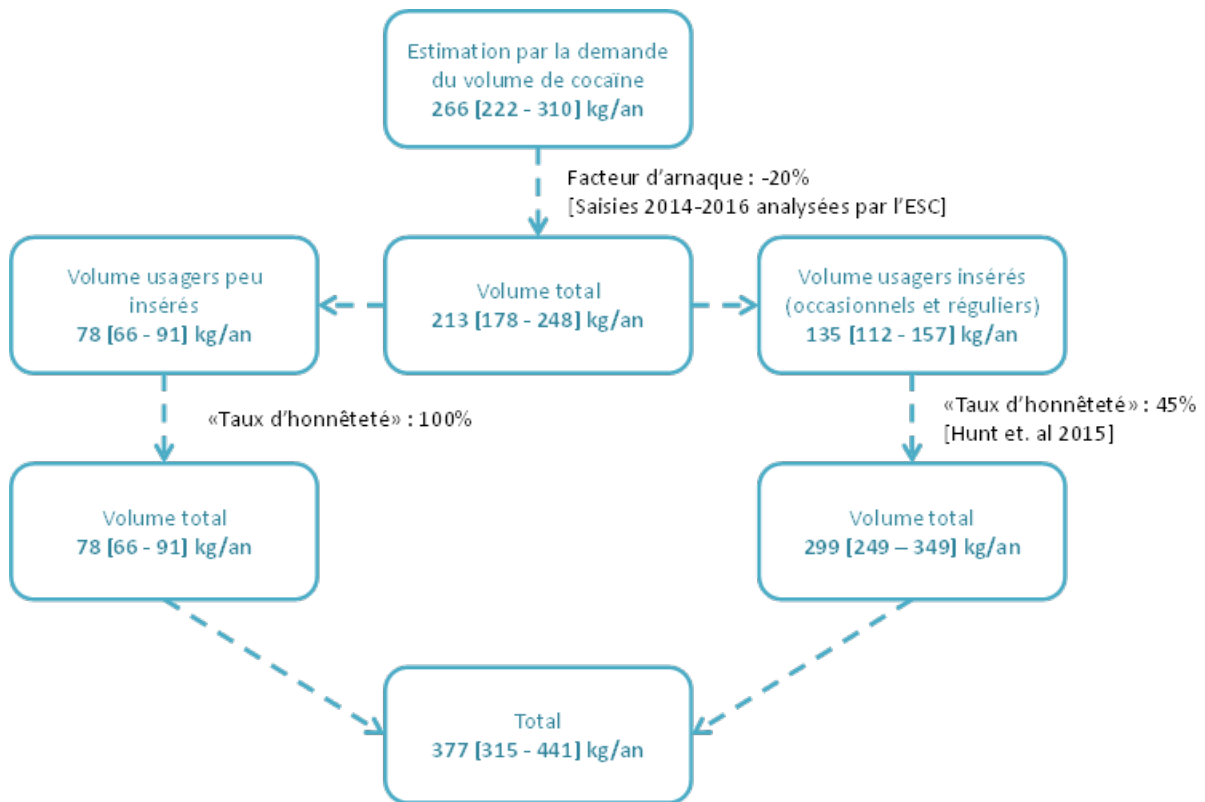 Estimation par la demande
du volume de cocaïne
266 [222 - 310] kg/an
Facteur d'arnaque : -20%
[Saisies 2014-2016 analysées par l'ESC]
Volume usagers peu
insérés
78 [66 - 91] kg/an
Volume total
213 [178 - 248] kg/an
Volume usagers insérés
(occasionnels et réguliers)
135 [112 - 157] kg/an
«Taux d'honnêteté» : 100%
«Taux d'honnêteté» : 45%
[Hunt et. al 2015]
Volume total
78 [66 - 91] kg/an
Volume total
299 [249 – 349] kg/an
Total
377 [315 - 441] kg/an